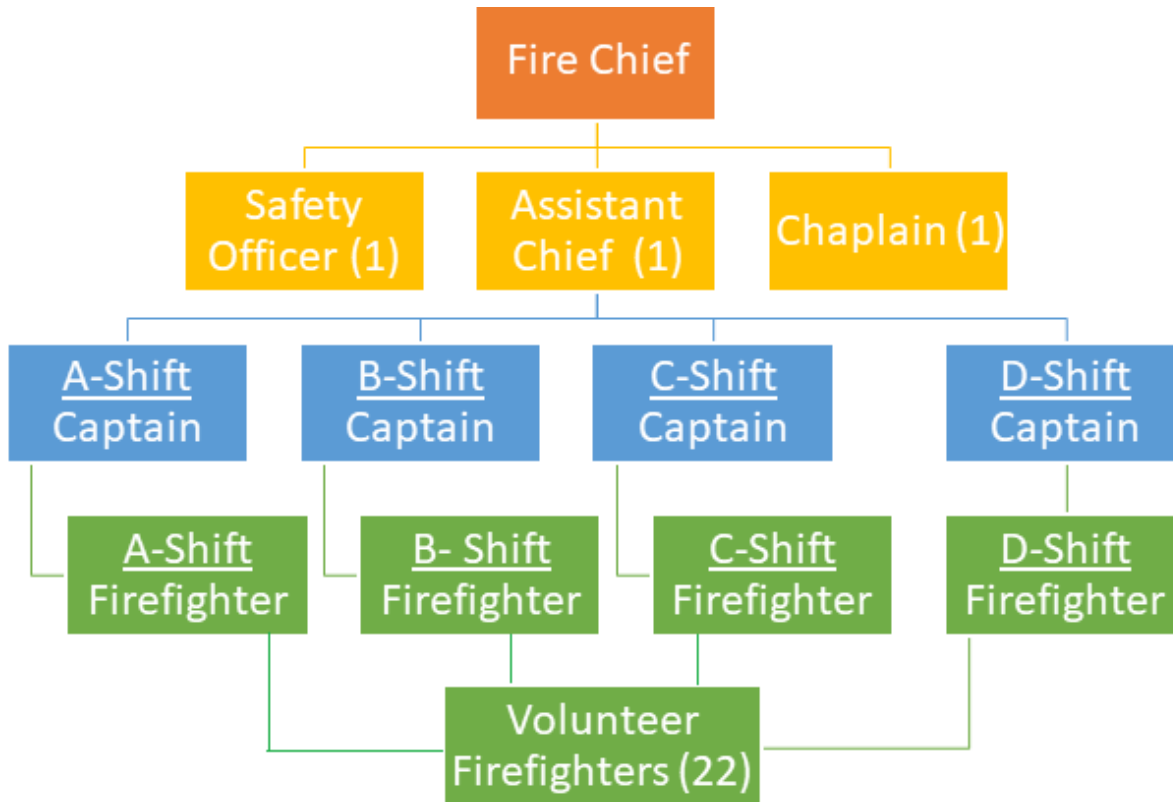 Fire Chief
Safety
Officer (1)
Assistant
Chief (1)
Chaplain (1)
A-Shift
Captain
B-Shift
Captain
C-Shift
Captain
D-Shift
Captain
A-Shift
Firefighter
B- Shift
Firefighter
C-Shift
Firefighter
D-Shift
Firefighter
Volunteer
Firefighters (22)